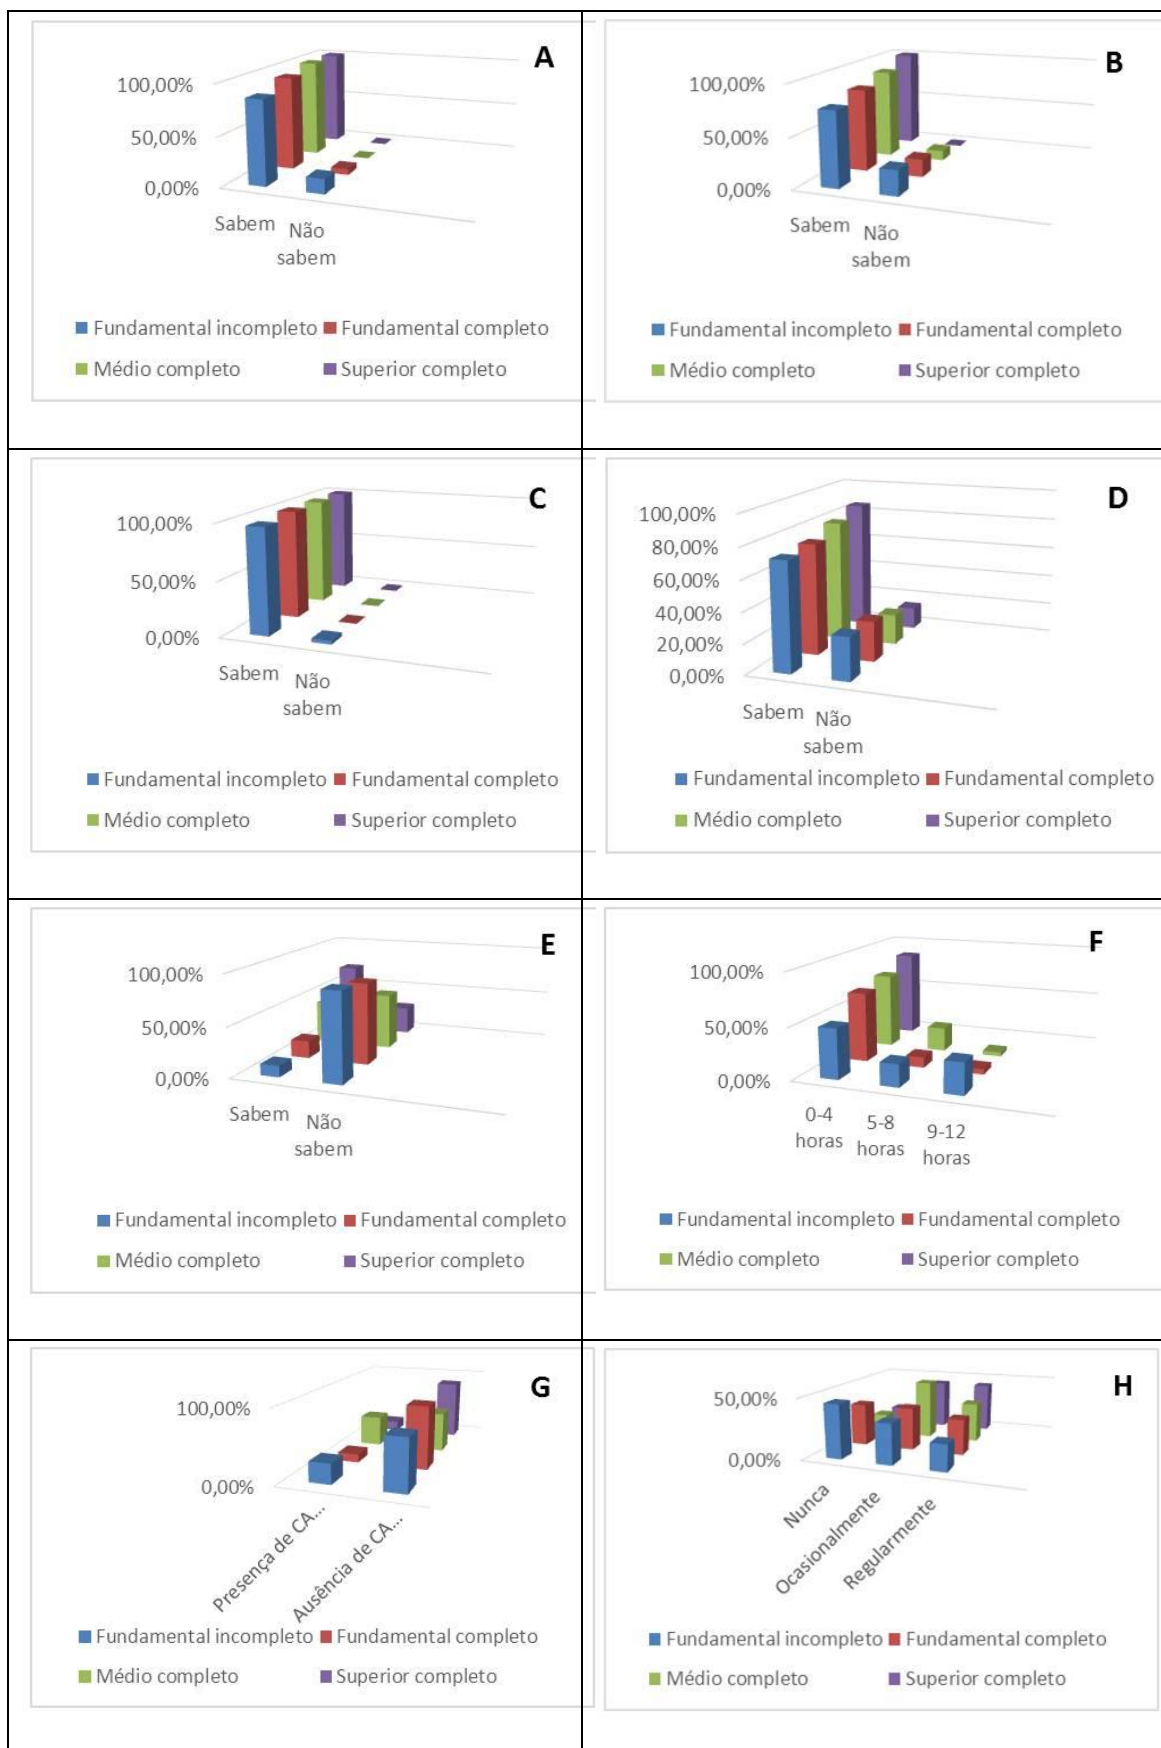 A
100,00%
50,00%
0,00%
Sabem Não
sabem
Fundamental incompleto Fundamental completo
Médio completo Superior completo
B
100,00%
50,00%
0,00%
Sabem Não
sabem
Fundamental incompleto Fundamental completo
Médio completo Superior completo
C
100,00%
50,00%
0,00%
Sabem Não
sabem
Fundamental incompleto Fundamental completo
Médio completo Superior completo
D
100,00%
80,00%
60,00%
40,00%
20,00%
0,00%
Sabem Não
sabem
Fundamental incompleto Fundamental completo
Médio completo Superior completo
E
100,00%
50,00%
0,00%
Sabem Não
sabem
Fundamental incompleto Fundamental completo
Médio completo Superior completo
F
100,00%
50,00%
0,00%
0-4 5-8 9-12
horas horas horas
Fundamental incompleto Fundamental completo
Médio completo Superior completo
G
100,00%
0,00%
Presença de CA...
Ausência de CA...
Fundamental incompleto Fundamental completo
Médio completo Superior completo
H
50,00%
0,00%
Nunca
Ocasionalmente
Regularmente
Fundamental incompleto Fundamental completo
Médio completo Superior completo